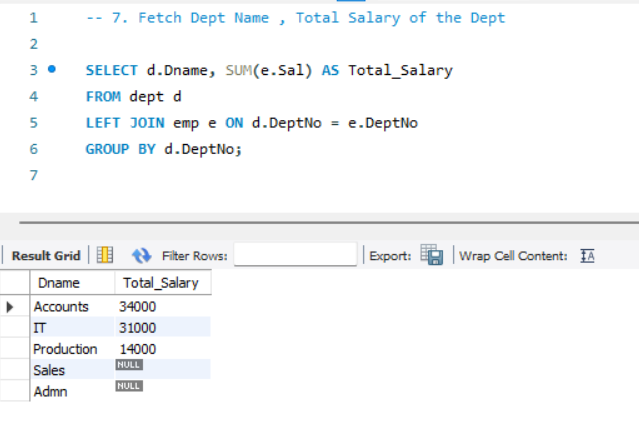 1 -- 7. Fetch Dept Name , Total Salary of the Dept
2
3 SELECT d.Dname, SUM(e.Sal) AS Total_Salary
4 FROM dept d
5 LEFT JOIN emp e ON d.DeptNo = e.DeptNo
6 GROUP BY d.DeptNo;
7
Result Grid Filter Rows: Export: Wrap Cell Content: IA
Dname Total_Salary
Accounts 34000
IT 31000
Production 14000
Sales NULL
Admn NULL